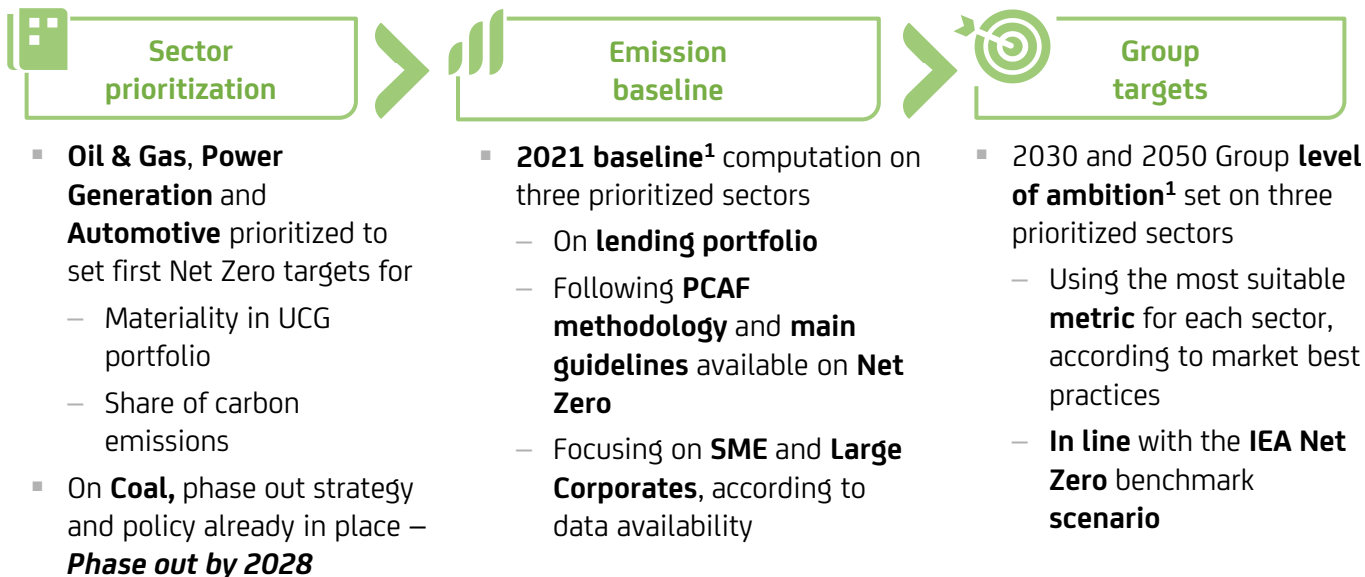 Sector
prioritization
▪ Oil & Gas, Power
Generation and
Automotive prioritized to
set first Net Zero targets for
– Materiality in UCG
portfolio
– Share of carbon
emissions
▪ On Coal, phase out strategy
and policy already in place –
Phase out by 2028
Emission
baseline
▪ 2021 baseline¹ computation on
three prioritized sectors
– On lending portfolio
– Following PCAF
methodology and main
guidelines available on Net
Zero
– Focusing on SME and Large
Corporates, according to
data availability
Group
targets
▪ 2030 and 2050 Group level
of ambition¹ set on three
prioritized sectors
– Using the most suitable
metric for each sector,
according to market best
practices
– In line with the IEA Net
Zero benchmark
scenario